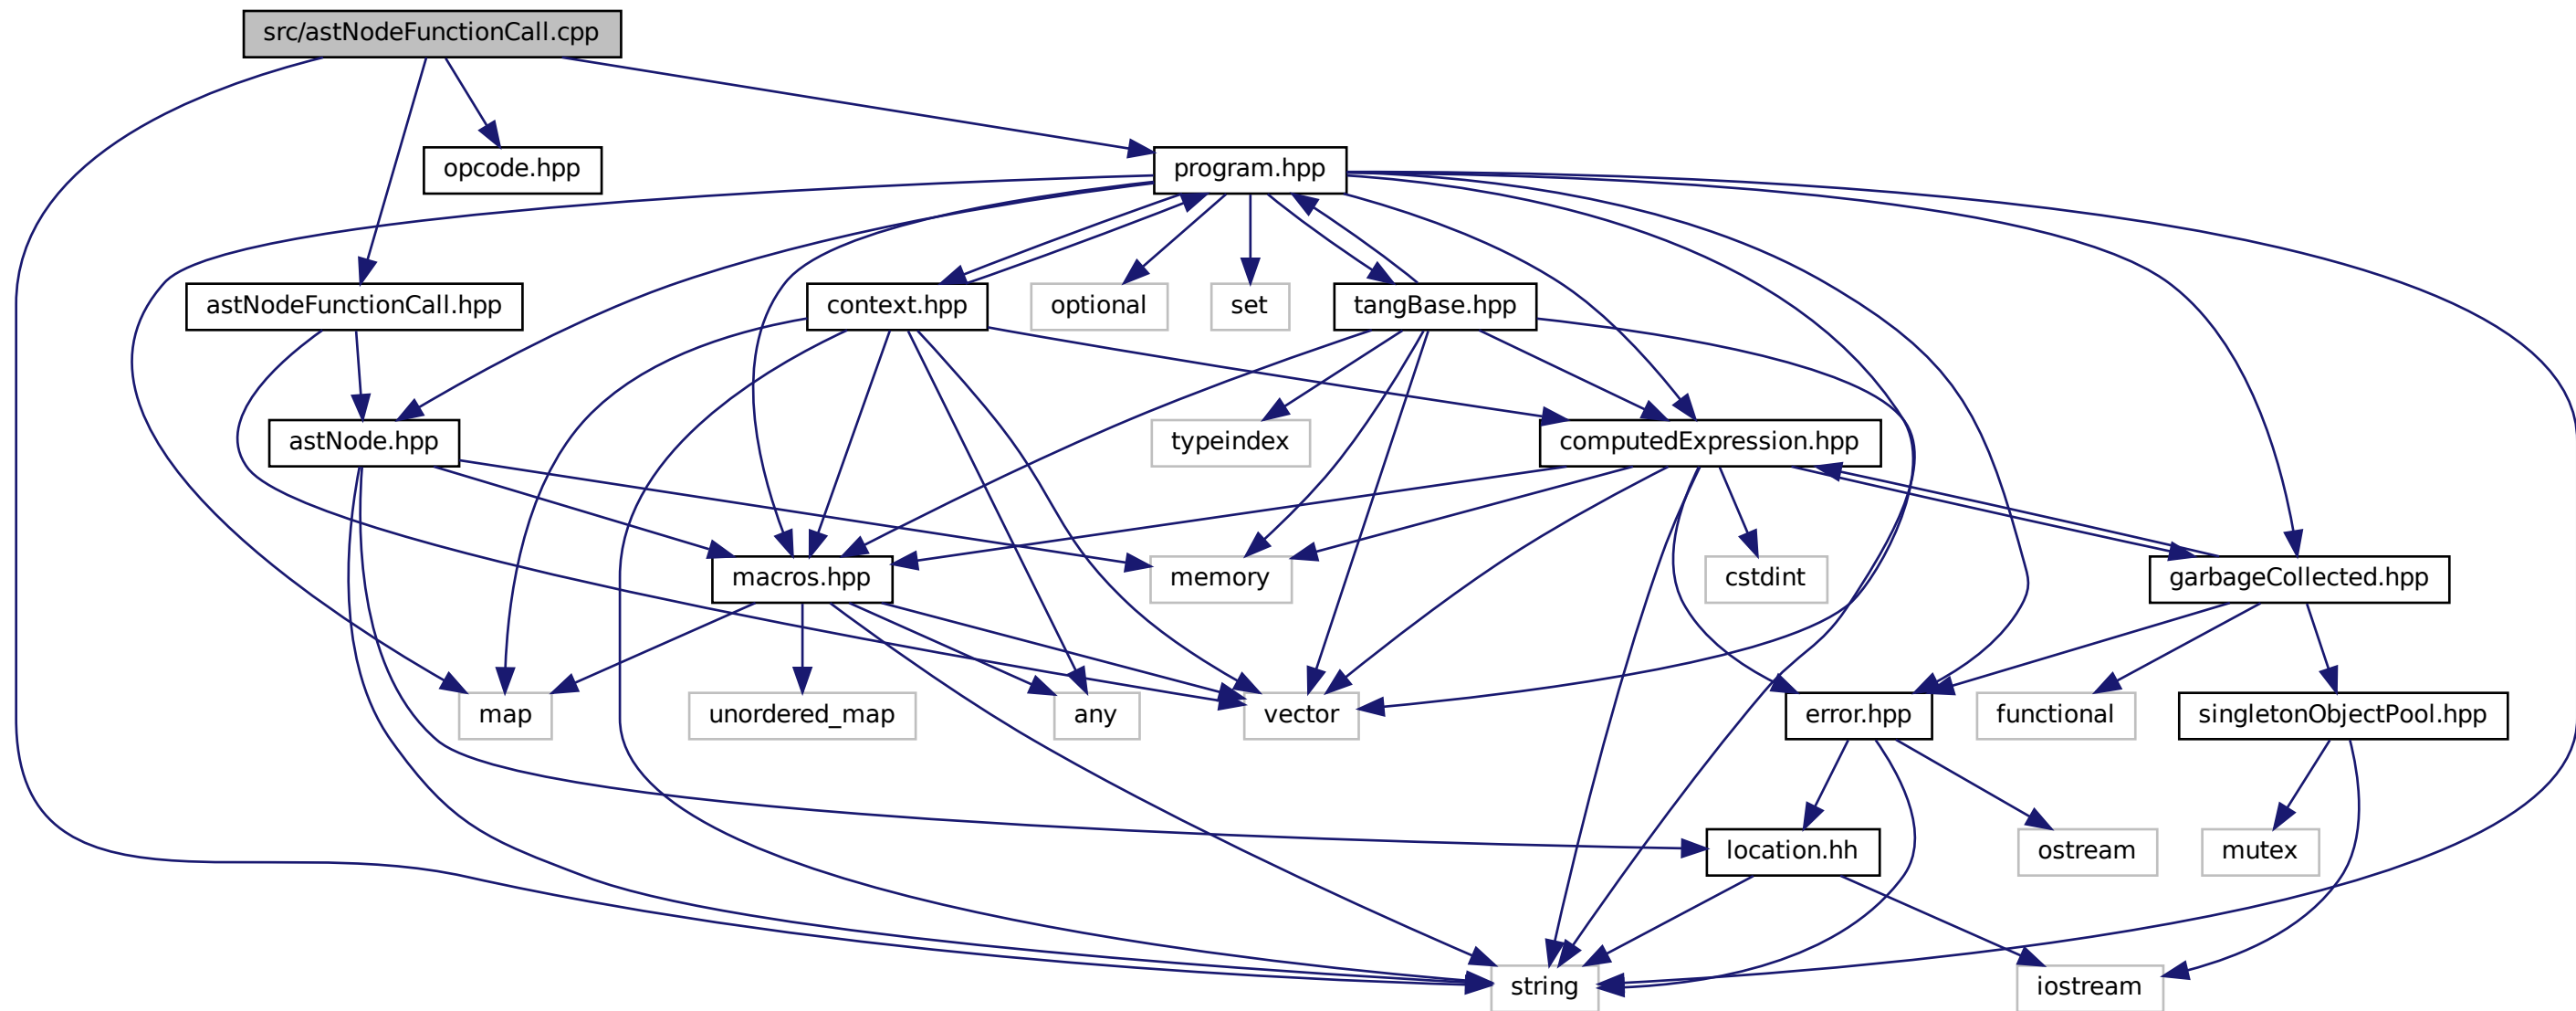 src/astNodeFunctionCall.cpp
opcode.hpp
program.hpp
astNodeFunctionCall.hpp
context.hpp
optional
set
tangBase.hpp
astNode.hpp
typeindex
computedExpression.hpp
macros.hpp
memory
cstdint
garbageCollected.hpp
map
unordered_map
any
vector
error.hpp
functional
singletonObjectPool.hpp
location.hh
ostream
mutex
string
iostream